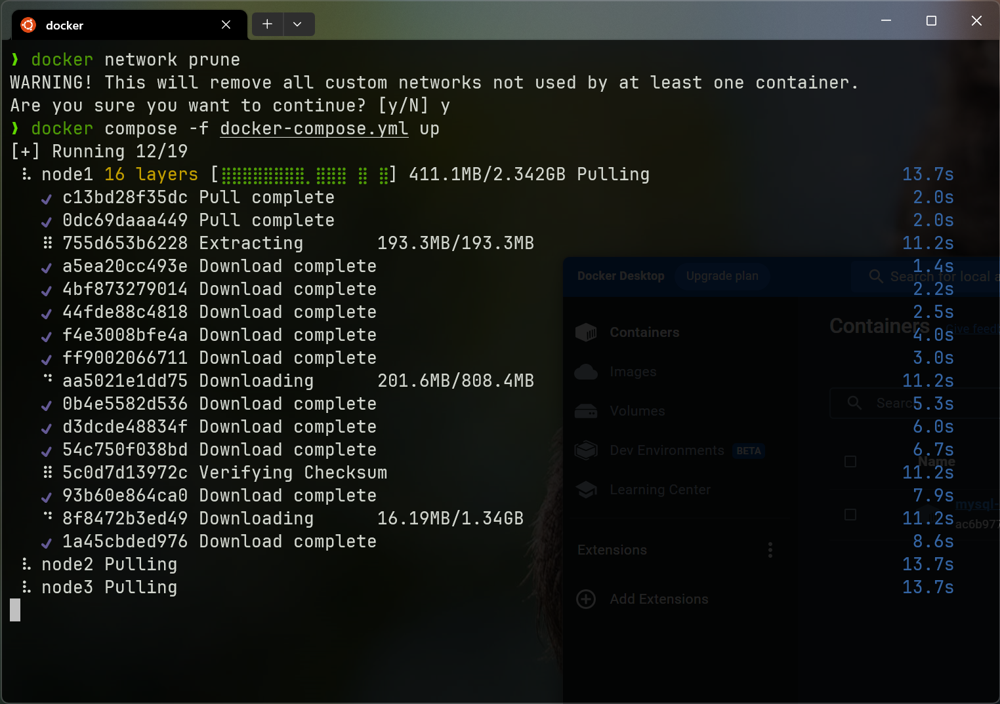 docker
❱ docker network prune
WARNING! This will remove all custom networks not used by at least one container.
Are you sure you want to continue? [y/N] y
❱ docker compose -f docker-compose.yml up
[+] Running 12/19
⠧ node1 16 layers [⣿⣿⣿⣿⣿⣿⣿⣿⣀⣿⣿⣿ ⣿ ⣿] 411.1MB/2.342GB Pulling 13.7s
✔ c13bd28f35dc Pull complete 2.0s
✔ 0dc69daaa449 Pull complete 2.0s
⠿ 755d653b6228 Extracting 193.3MB/193.3MB 11.2s
✔ a5ea20cc493e Download complete 1.4s
✔ 4bf873279014 Download complete 2.2s
✔ 44fde88c4818 Download complete 2.5s
✔ f4e3008bfe4a Download complete 4.0s
✔ ff9002066711 Download complete 3.0s
⠙ aa5021e1dd75 Downloading 201.6MB/808.4MB 11.2s
✔ 0b4e5582d536 Download complete 5.3s
✔ d3dcde48834f Download complete 6.0s
✔ 54c750f038bd Download complete 6.7s
⠿ 5c0d7d13972c Verifying Checksum 11.2s
✔ 93b60e864ca0 Download complete 7.9s
⠙ 8f8472b3ed49 Downloading 16.19MB/1.34GB 11.2s
✔ 1a45cbded976 Download complete 8.6s
⠧ node2 Pulling 13.7s
⠧ node3 Pulling 13.7s
Docker Desktop Upgrade plan Search for local a
Containers
Images
Volumes
Dev Environments BETA
Learning Center
Extensions
Add Extensions
Containers Give feedb
Searc
Name
mysql-
ac6b977